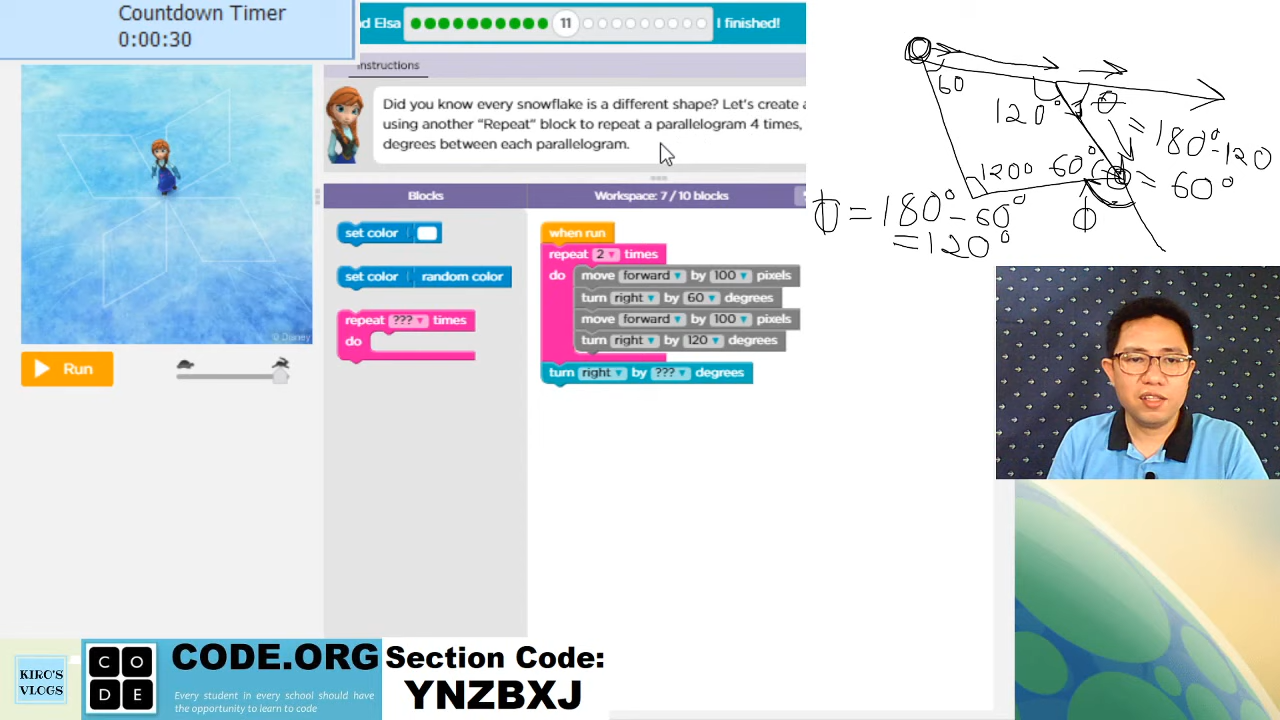 Countdown Timer
0:00:30
d Elsa
11
I finished!
Instructions
Did you know every snowflake is a different shape? Let's create a
using another "Repeat" block to repeat a parallelogram 4 times,
degrees between each parallelogram.
Blocks
Workspace: 7 / 10 blocks
set color
set color random color
repeat ??? times
do
when run
repeat 2 times
do move forward by 100 pixels
turn right by 60 degrees
move forward by 100 pixels
turn right by 120 degrees
turn right by ??? degrees
© Disney
Run
60
120°
θ
= 180° - 120
= 60°
120° 60°
= 180° - 60°
= 120°
KIRO'S
VLOGS
C O
D E
CODE.ORG
Every student in every school should have
the opportunity to learn to code
Section Code:
YNZBXJ